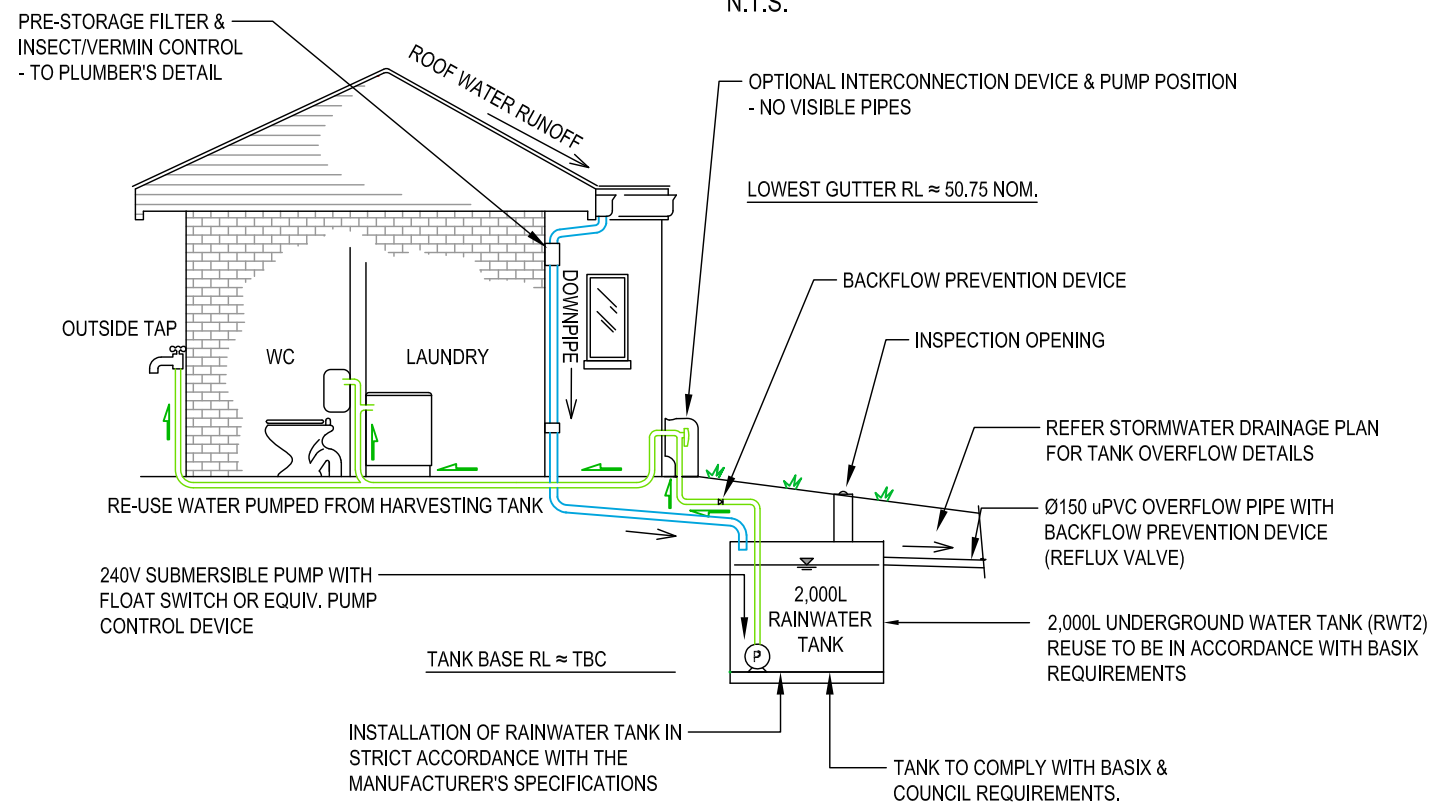 N.T.S.
PRE-STORAGE FILTER &
INSECT/VERMIN CONTROL
- TO PLUMBER'S DETAIL
ROOF WATER RUNOFF
OPTIONAL INTERCONNECTION DEVICE & PUMP POSITION
- NO VISIBLE PIPES
LOWEST GUTTER RL ≈ 50.75 NOM.
BACKFLOW PREVENTION DEVICE
DOWNPIPE
OUTSIDE TAP
WC
LAUNDRY
INSPECTION OPENING
REFER STORMWATER DRAINAGE PLAN
FOR TANK OVERFLOW DETAILS
RE-USE WATER PUMPED FROM HARVESTING TANK
Ø150 uPVC OVERFLOW PIPE WITH
BACKFLOW PREVENTION DEVICE
(REFLUX VALVE)
240V SUBMERSIBLE PUMP WITH
FLOAT SWITCH OR EQUIV. PUMP
CONTROL DEVICE
2,000L
RAINWATER
TANK
P
2,000L UNDERGROUND WATER TANK (RWT2)
REUSE TO BE IN ACCORDANCE WITH BASIX
REQUIREMENTS
TANK BASE RL ≈ TBC
INSTALLATION OF RAINWATER TANK IN
STRICT ACCORDANCE WITH THE
MANUFACTURER'S SPECIFICATIONS
TANK TO COMPLY WITH BASIX &
COUNCIL REQUIREMENTS.